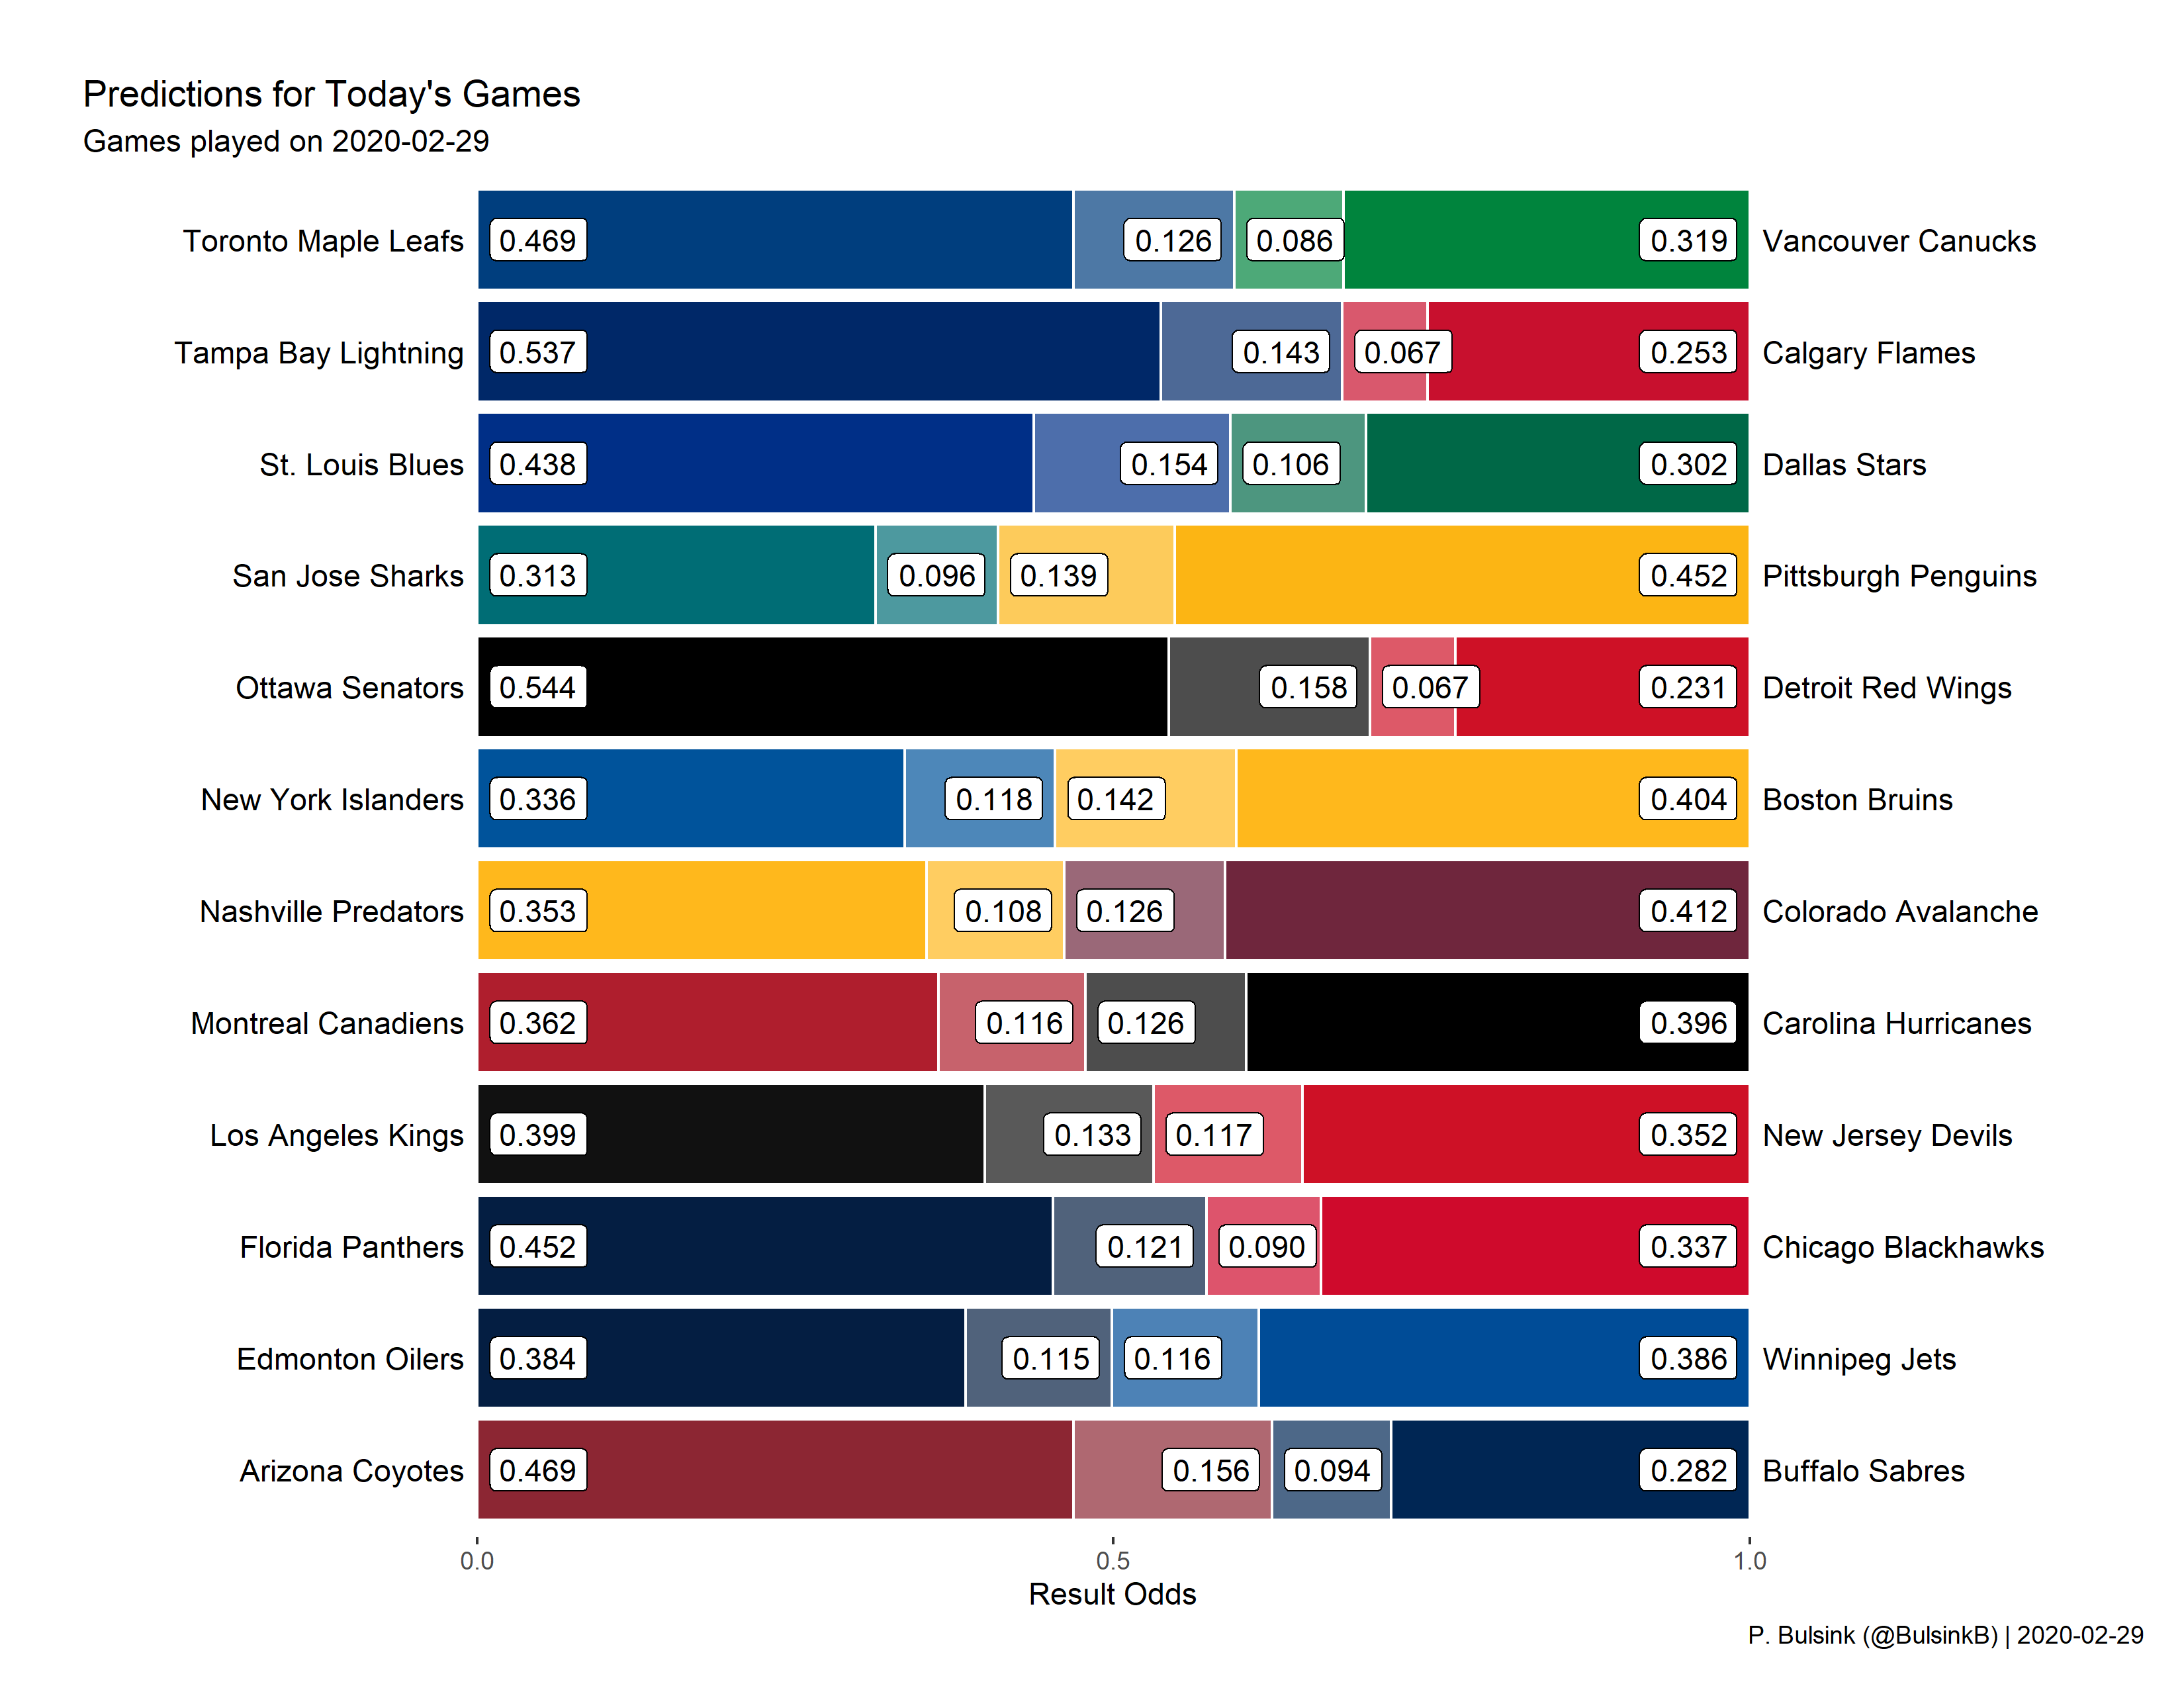 Predictions for Today's Games
Games played on 2020-02-29
Toronto Maple Leafs 0.469 0.126 0.086 0.319 Vancouver Canucks
Tampa Bay Lightning 0.537 0.143 0.067 0.253 Calgary Flames
St. Louis Blues 0.438 0.154 0.106 0.302 Dallas Stars
San Jose Sharks 0.313 0.096 0.139 0.452 Pittsburgh Penguins
Ottawa Senators 0.544 0.158 0.067 0.231 Detroit Red Wings
New York Islanders 0.336 0.118 0.142 0.404 Boston Bruins
Nashville Predators 0.353 0.108 0.126 0.412 Colorado Avalanche
Montreal Canadiens 0.362 0.116 0.126 0.396 Carolina Hurricanes
Los Angeles Kings 0.399 0.133 0.117 0.352 New Jersey Devils
Florida Panthers 0.452 0.121 0.090 0.337 Chicago Blackhawks
Edmonton Oilers 0.384 0.115 0.116 0.386 Winnipeg Jets
Arizona Coyotes 0.469 0.156 0.094 0.282 Buffalo Sabres
0.0 0.5 1.0
Result Odds
P. Bulsink (@BulsinkB) | 2020-02-29